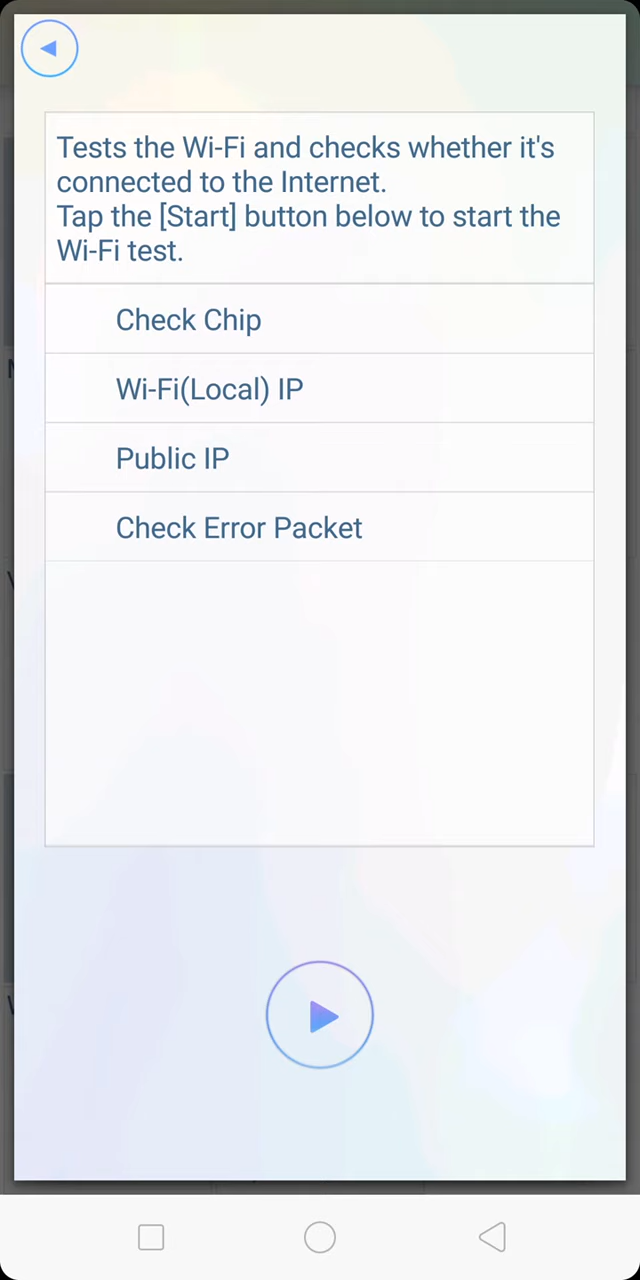 Tests the Wi-Fi and checks whether it's
connected to the Internet.
Tap the [Start] button below to start the
Wi-Fi test.
Check Chip
Wi-Fi(Local) IP
Public IP
Check Error Packet